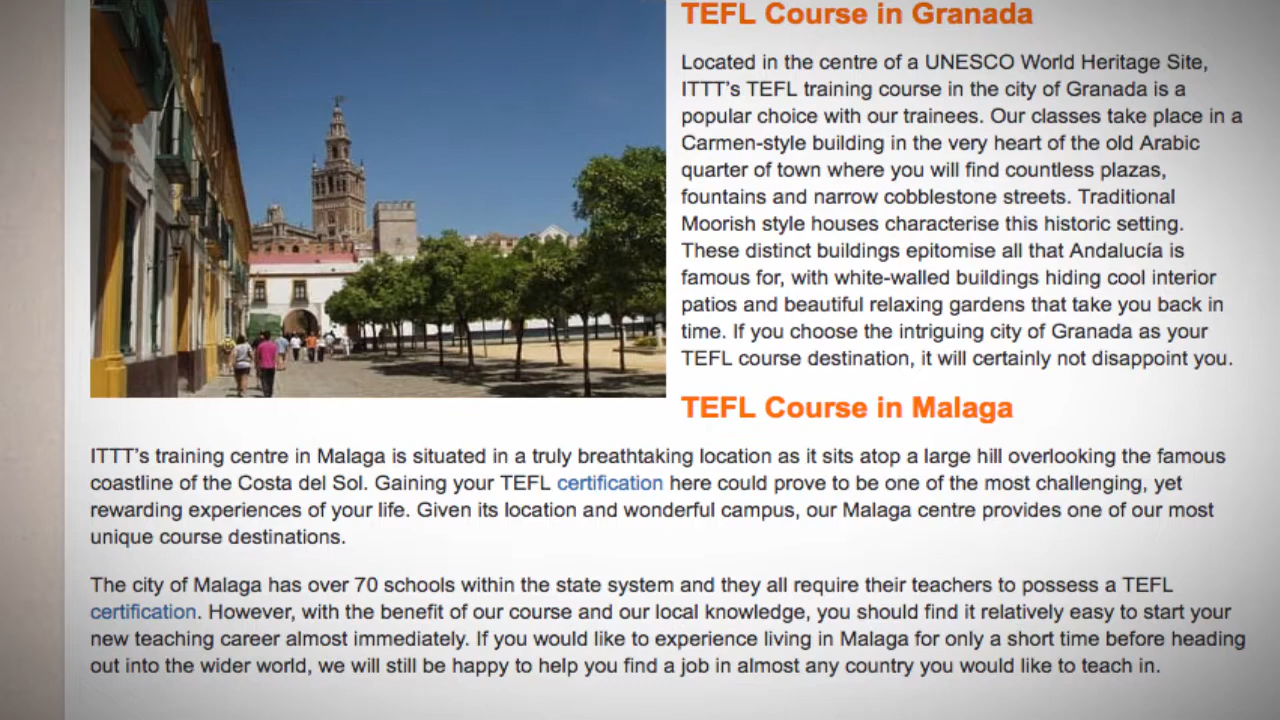 TEFL Course in Granada
Located in the centre of a UNESCO World Heritage Site,
ITTT's TEFL training course in the city of Granada is a
popular choice with our trainees. Our classes take place in a
Carmen-style building in the very heart of the old Arabic
quarter of town where you will find countless plazas,
fountains and narrow cobblestone streets. Traditional
Moorish style houses characterise this historic setting.
These distinct buildings epitomise all that Andalucía is
famous for, with white-walled buildings hiding cool interior
patios and beautiful relaxing gardens that take you back in
time. If you choose the intriguing city of Granada as your
TEFL course destination, it will certainly not disappoint you.
TEFL Course in Malaga
ITTT's training centre in Malaga is situated in a truly breathtaking location as it sits atop a large hill overlooking the famous
coastline of the Costa del Sol. Gaining your TEFL certification here could prove to be one of the most challenging, yet
rewarding experiences of your life. Given its location and wonderful campus, our Malaga centre provides one of our most
unique course destinations.
The city of Malaga has over 70 schools within the state system and they all require their teachers to possess a TEFL
certification. However, with the benefit of our course and our local knowledge, you should find it relatively easy to start your
new teaching career almost immediately. If you would like to experience living in Malaga for only a short time before heading
out into the wider world, we will still be happy to help you find a job in almost any country you would like to teach in.